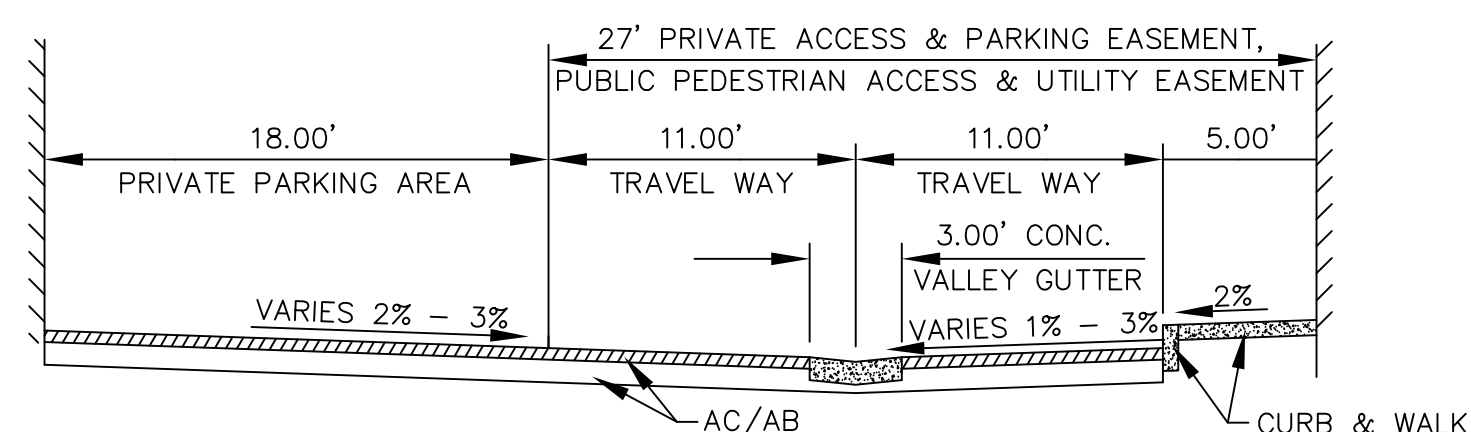 27' PRIVATE ACCESS & PARKING EASEMENT,
PUBLIC PEDESTRIAN ACCESS & UTILITY EASEMENT
18.00'
PRIVATE PARKING AREA
11.00'
TRAVEL WAY
11.00'
TRAVEL WAY
5.00'
3.00' CONC.
VALLEY GUTTER
VARIES 2% - 3%
VARIES 1% - 3%
2%
AC/AB
CURB & WALK